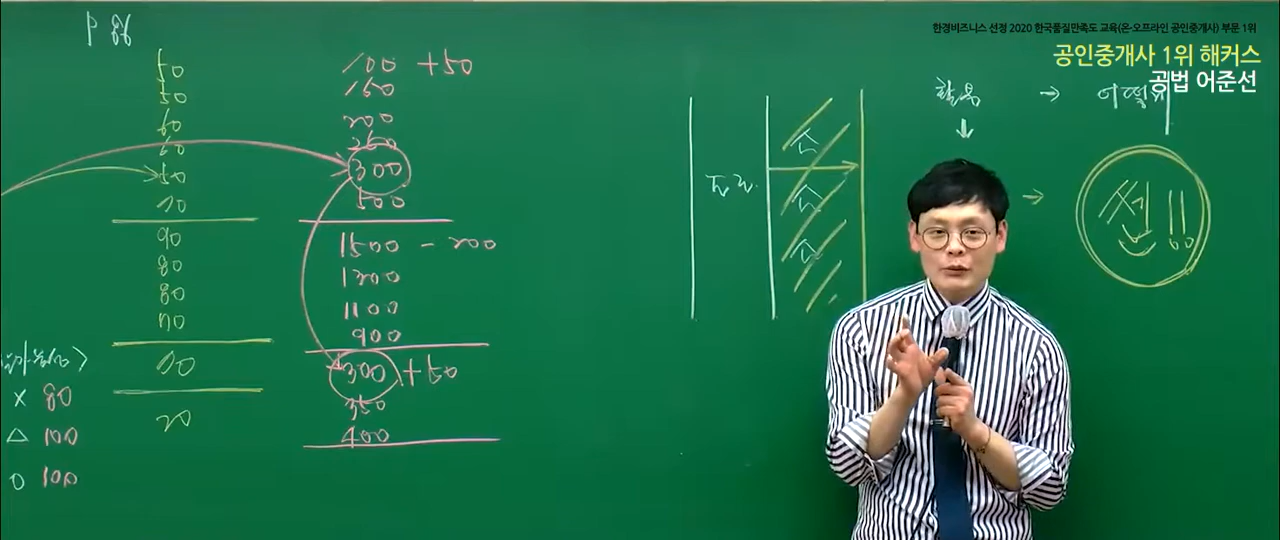 한경비즈니스 선정 2020 한국품질만족도 교육(온·오프라인 공인중개사) 부문 1위
공인중개사 1위 해커스
공법 어준선
50
50
60
60
50
70
90
80
80
70
20
100 +50
150
200
250
300
500
1500 - 200
1300
1100
900
300 +50
350
400
× 80
△ 100
○ 100
도로
소
소
소
활용 → 어떻게
↓
→ 선!!